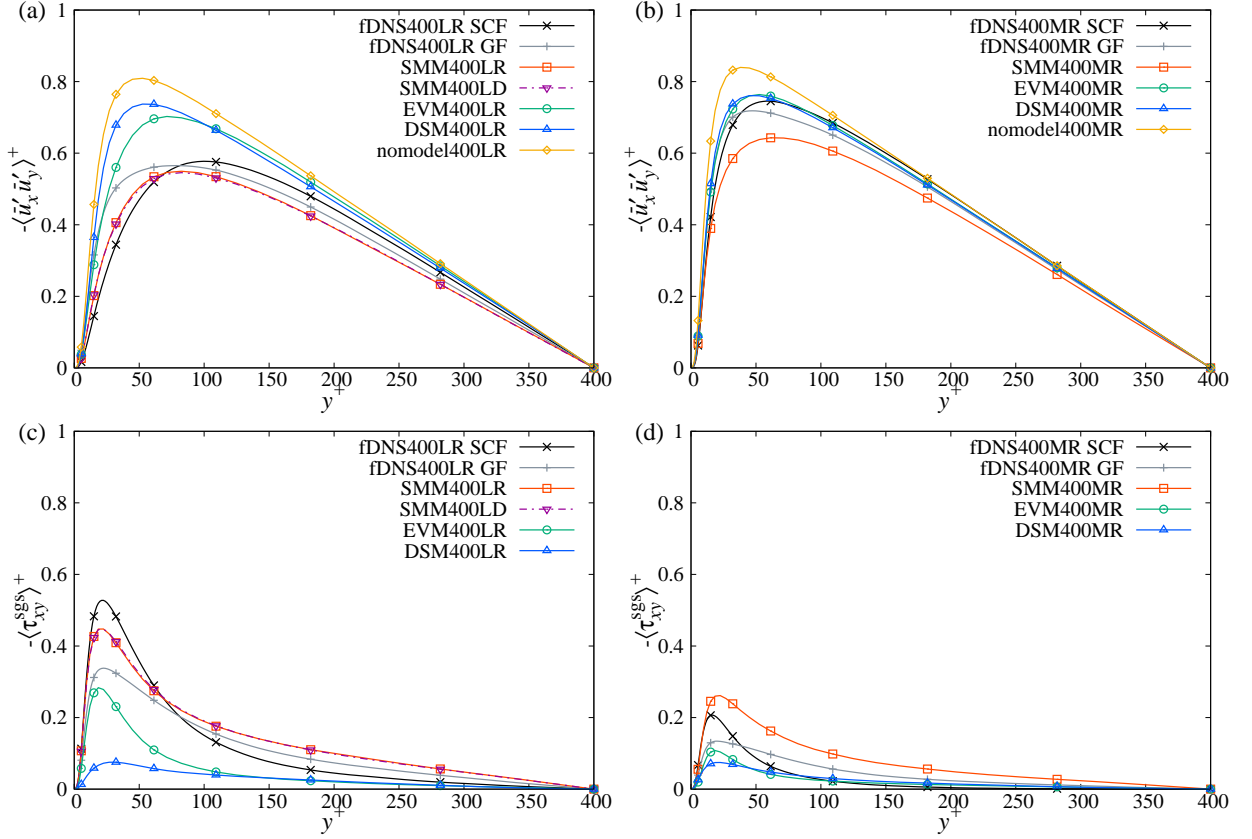 (a)
fDNS400LR SCF
fDNS400LR GF
SMM400LR
SMM400LD
EVM400LR
DSM400LR
nomodel400LR
-⟨ū′ₓ ū′ᵧ⟩⁺
1
0.8
0.6
0.4
0.2
0
0 50 100 150 200 250 300 350 400
y⁺
(b)
fDNS400MR SCF
fDNS400MR GF
SMM400MR
EVM400MR
DSM400MR
nomodel400MR
-⟨ū′ₓ ū′ᵧ⟩⁺
1
0.8
0.6
0.4
0.2
0
0 50 100 150 200 250 300 350 400
y⁺
(c)
fDNS400LR SCF
fDNS400LR GF
SMM400LR
SMM400LD
EVM400LR
DSM400LR
-⟨τ_xy^sgs⟩⁺
1
0.8
0.6
0.4
0.2
0
0 50 100 150 200 250 300 350 400
y⁺
(d)
fDNS400MR SCF
fDNS400MR GF
SMM400MR
EVM400MR
DSM400MR
-⟨τ_xy^sgs⟩⁺
1
0.8
0.6
0.4
0.2
0
0 50 100 150 200 250 300 350 400
y⁺